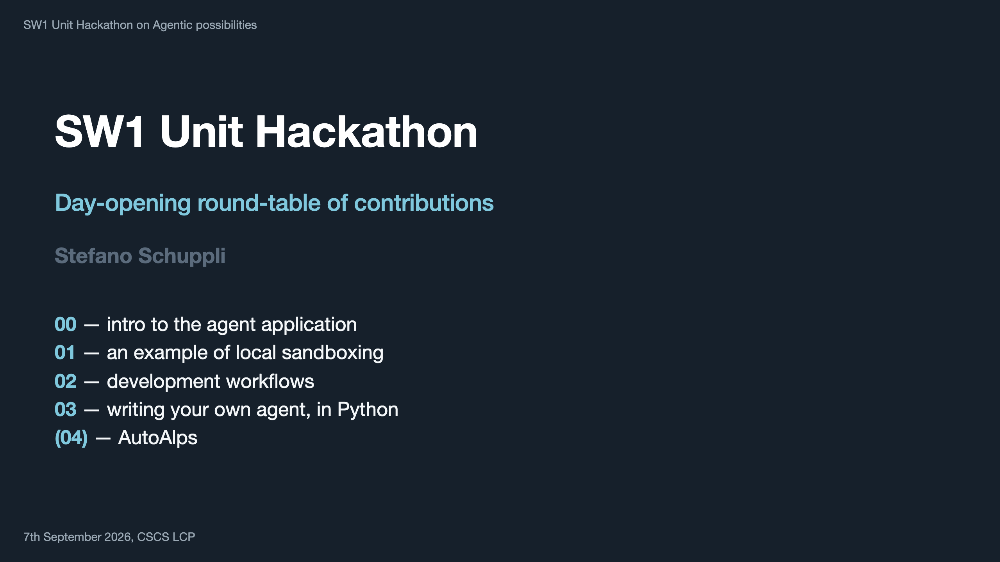 SW1 Unit Hackathon on Agentic possibilities
SW1 Unit Hackathon
Day-opening round-table of contributions
Stefano Schuppli
00 — intro to the agent application
01 — an example of local sandboxing
02 — development workflows
03 — writing your own agent, in Python
(04) — AutoAlps
7th September 2026, CSCS LCP